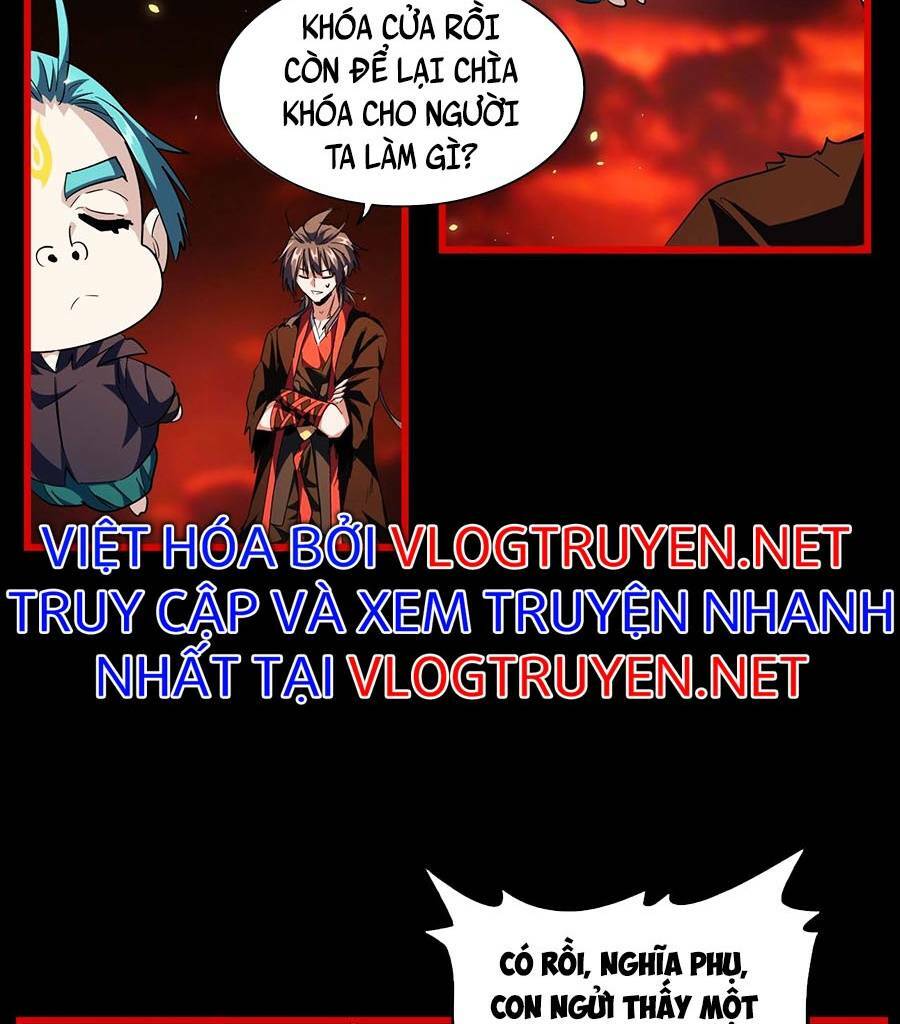 KHÓA CỬA RỒI
CÒN ĐỂ LẠI CHÌA
KHÓA CHO NGƯỜI
TA LÀM GÌ?
VIỆT HÓA BỞI VLOGTRUYEN.NET
TRUY CẬP VÀ XEM TRUYỆN NHANH
NHẤT TẠI VLOGTRUYEN.NET
CÓ RỒI, NGHĨA PHỤ,
CON NGỬI THẤY MỘT